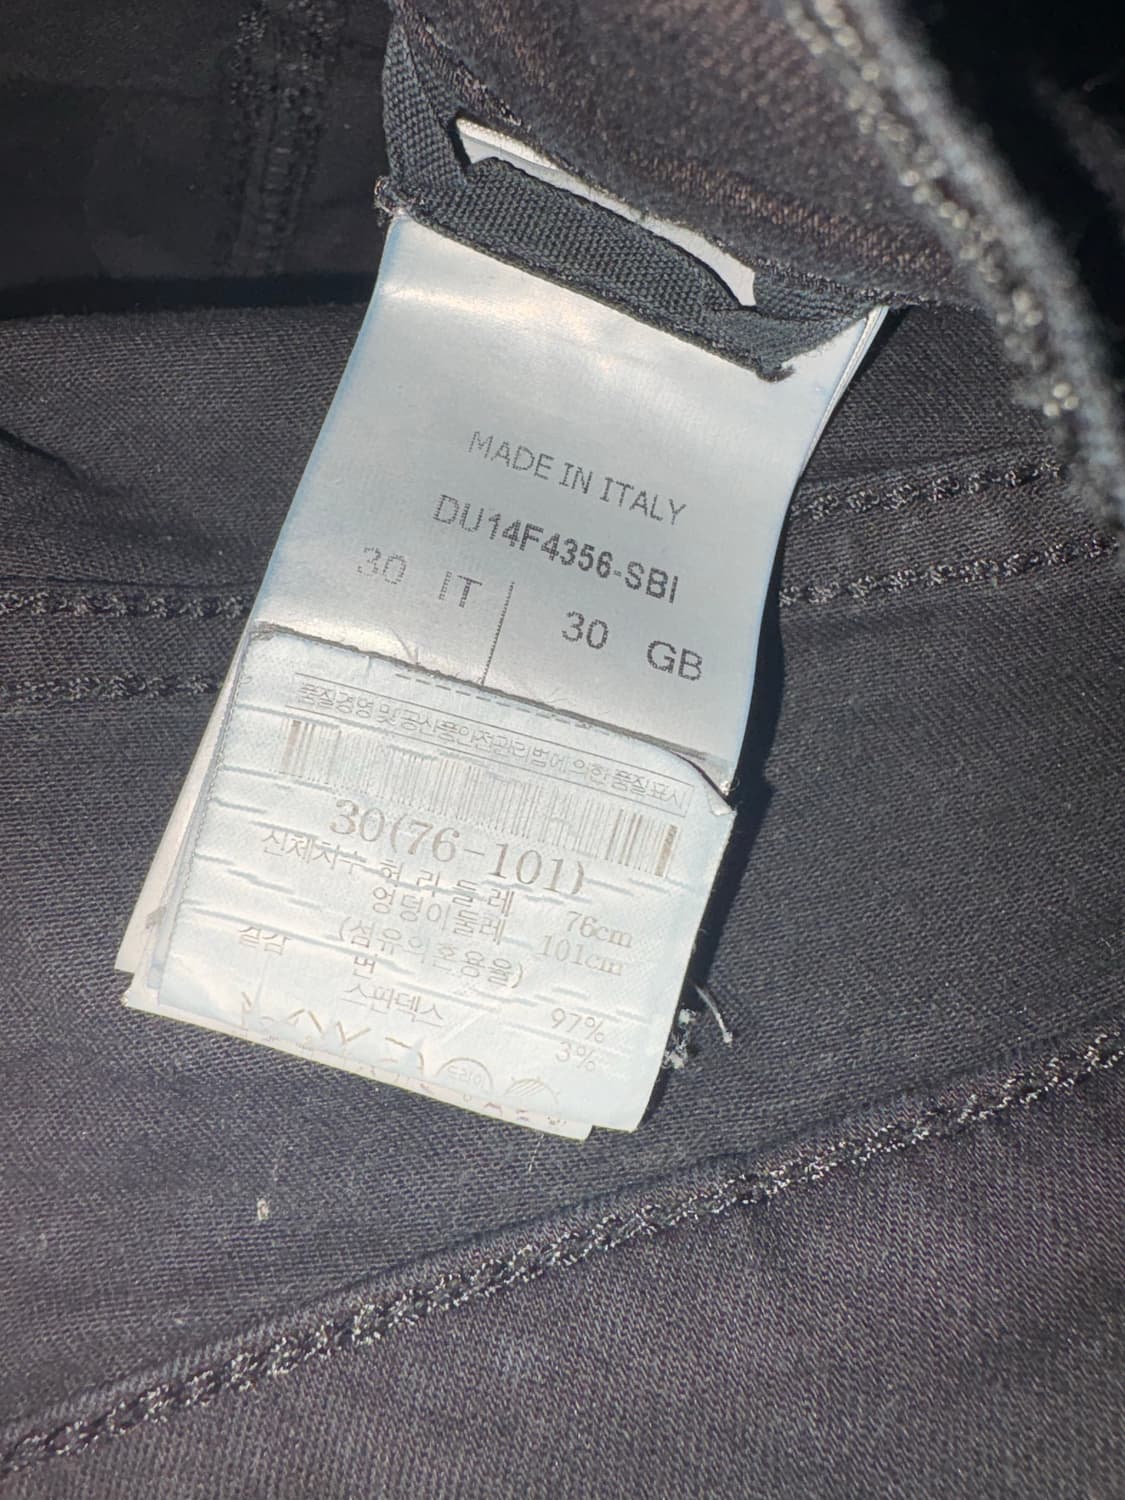 MADE IN ITALY
DU14F4356-SBI
30 IT 30 GB
품질경영 및 공산품안전관리법에 의한 품질표시
30(76-101)
신체치수 허리둘레 76cm
엉덩이둘레 101cm
(섬유의혼용율)
겉감 면 97%
스판덱스 3%
드라이